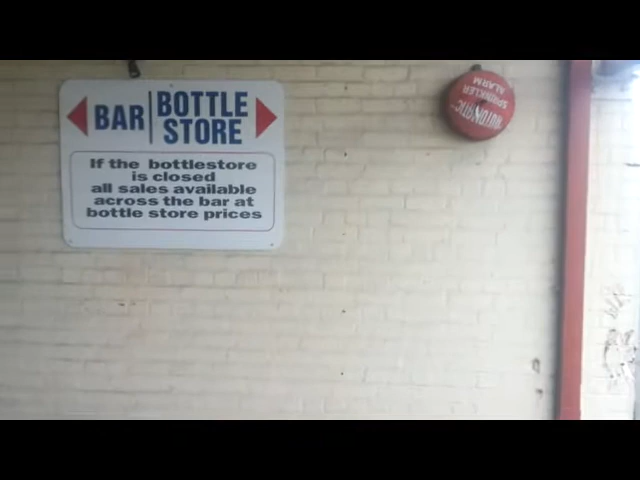 BAR BOTTLE STORE
If the bottlestore
is closed
all sales available
across the bar at
bottle store prices
AUTOMATIC
SPRINKLER
ALARM